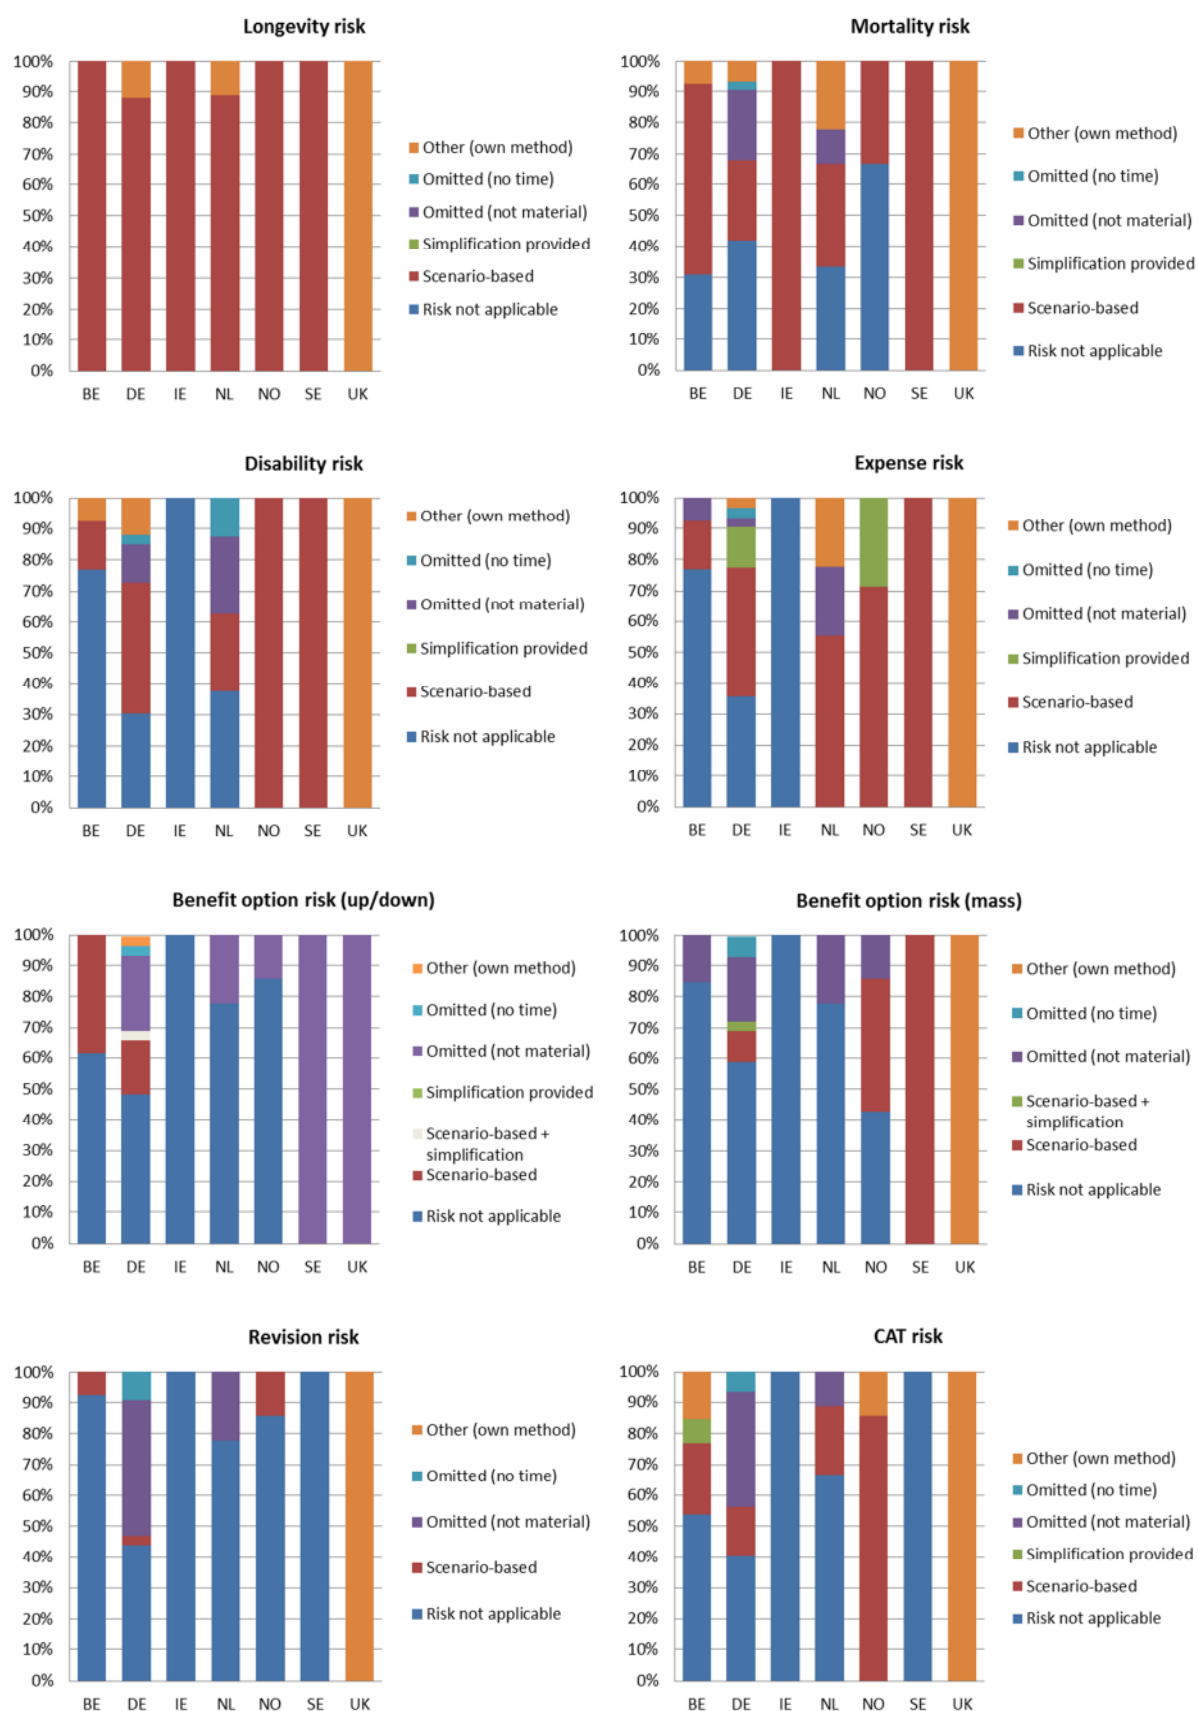 Longevity risk
100%
90%
80%
70%
60%
50%
40%
30%
20%
10%
0%
BE DE IE NL NO SE UK
Other (own method)
Omitted (no time)
Omitted (not material)
Simplification provided
Scenario-based
Risk not applicable
Mortality risk
100%
90%
80%
70%
60%
50%
40%
30%
20%
10%
0%
BE DE IE NL NO SE UK
Other (own method)
Omitted (no time)
Omitted (not material)
Simplification provided
Scenario-based
Risk not applicable
Disability risk
100%
90%
80%
70%
60%
50%
40%
30%
20%
10%
0%
BE DE IE NL NO SE UK
Other (own method)
Omitted (no time)
Omitted (not material)
Simplification provided
Scenario-based
Risk not applicable
Expense risk
100%
90%
80%
70%
60%
50%
40%
30%
20%
10%
0%
BE DE IE NL NO SE UK
Other (own method)
Omitted (no time)
Omitted (not material)
Simplification provided
Scenario-based
Risk not applicable
Benefit option risk (up/down)
100%
90%
80%
70%
60%
50%
40%
30%
20%
10%
0%
BE DE IE NL NO SE UK
Other (own method)
Omitted (no time)
Omitted (not material)
Simplification provided
Scenario-based +
simplification
Scenario-based
Risk not applicable
Benefit option risk (mass)
100%
90%
80%
70%
60%
50%
40%
30%
20%
10%
0%
BE DE IE NL NO SE UK
Other (own method)
Omitted (no time)
Omitted (not material)
Scenario-based +
simplification
Scenario-based
Risk not applicable
Revision risk
100%
90%
80%
70%
60%
50%
40%
30%
20%
10%
0%
BE DE IE NL NO SE UK
Other (own method)
Omitted (no time)
Omitted (not material)
Scenario-based
Risk not applicable
CAT risk
100%
90%
80%
70%
60%
50%
40%
30%
20%
10%
0%
BE DE IE NL NO SE UK
Other (own method)
Omitted (no time)
Omitted (not material)
Simplification provided
Scenario-based
Risk not applicable